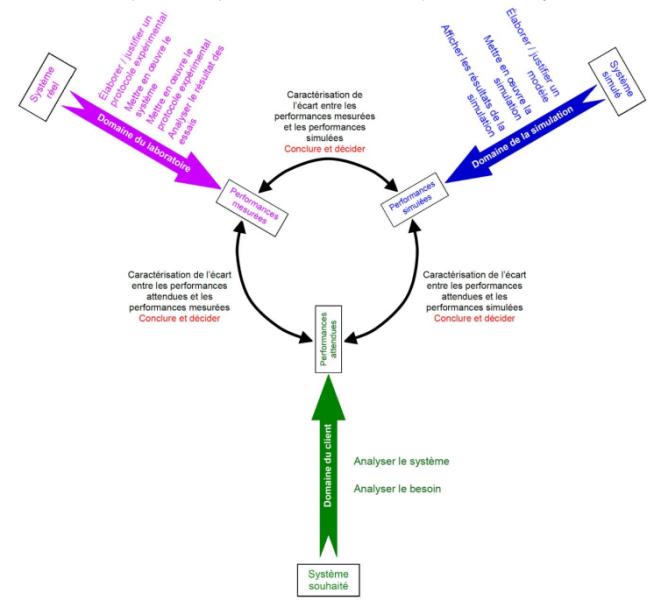 Système
réel
Élaborer / justifier un
protocole expérimental
Mettre en œuvre le
système
Mettre en œuvre le
protocole expérimental
Analyser le résultat des
essais
Domaine du laboratoire
Performances
mesurées
Caractérisation de l'écart entre les
performances mesurées
et les performances
simulées
Conclure et décider
Élaborer / justifier un
modèle
Mettre en œuvre la
simulation
Afficher les résultats de la
simulation
Système
simulé
Domaine de la simulation
Performances
simulées
Caractérisation de l'écart
entre les performances
attendues et les
performances mesurées
Conclure et décider
Caractérisation de l'écart
entre les performances
attendues et les
performances simulées
Conclure et décider
Performances
attendues
Domaine du client
Analyser le système
Analyser le besoin
Système
souhaité